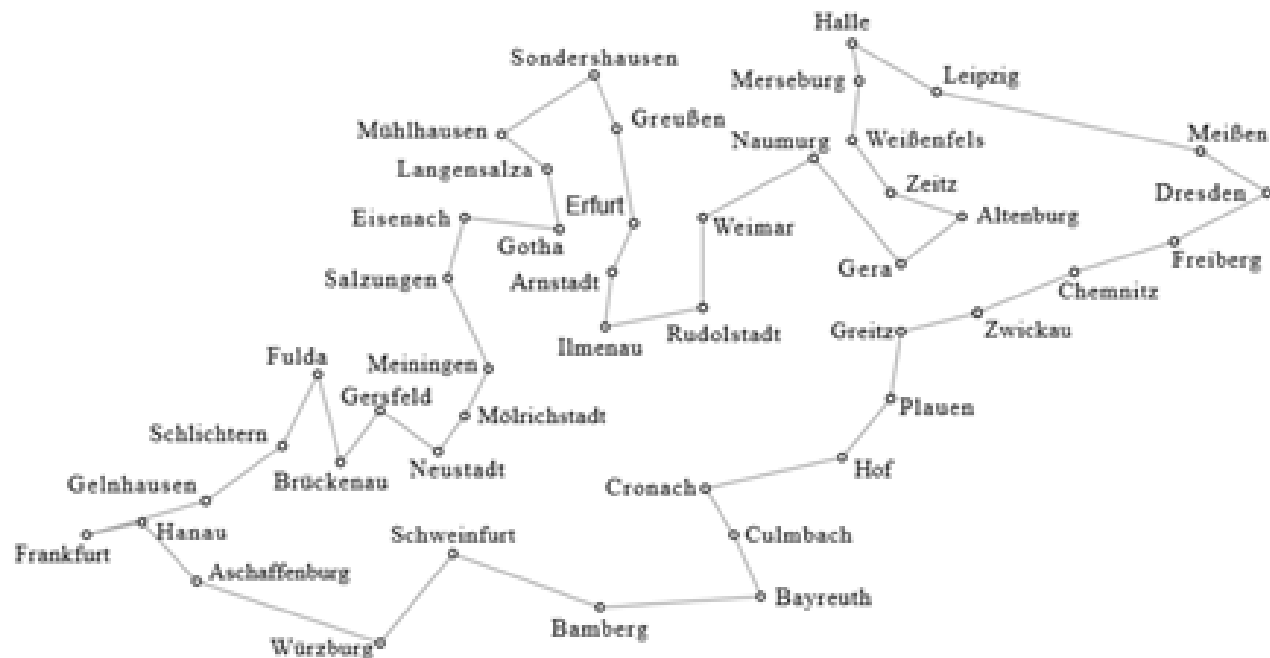 Halle
Sondershausen
Leipzig
Merseburg
Greußen
Mühlhausen
Meißen
Naumurg
Weißenfels
Langensalza
Zeitz
Dresden
Erfurt
Eisenach
Altenburg
Weimar
Gotha
Freiberg
Gera
Salzungen
Arnstadt
Chemnitz
Zwickau
Greitz
Rudolstadt
Ilmenau
Fulda
Meiningen
Gersfeld
Plauen
Mölrichstadt
Schlichtern
Neustadt
Hof
Brückenau
Gelnhausen
Cronach
Hanau
Schweinfurt
Culmbach
Frankfurt
Aschaffenburg
Bayreuth
Bamberg
Würzburg